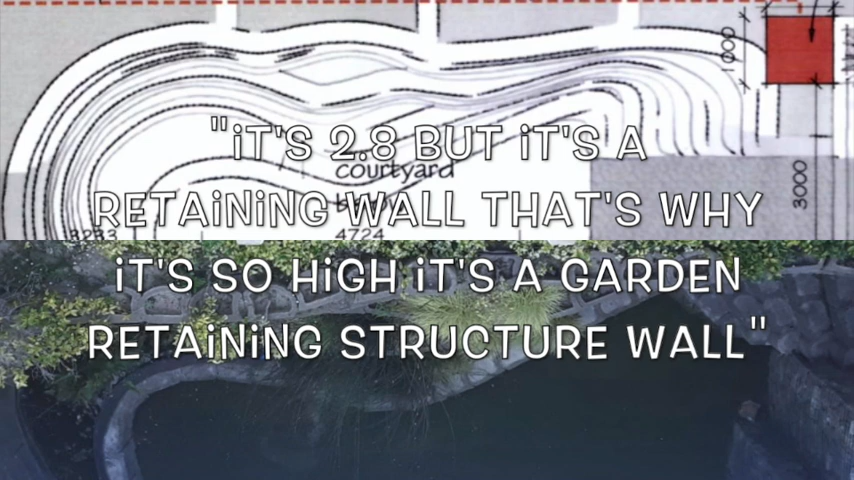 "iT'S 2.8 BUT iT'S A
1000
courtyard
3000
RETAiNiNG WALL THAT'S WHY
3233
4724
iT'S SO HiGH iT'S A GARDEN
RETAiNiNG STRUCTURE WALL"